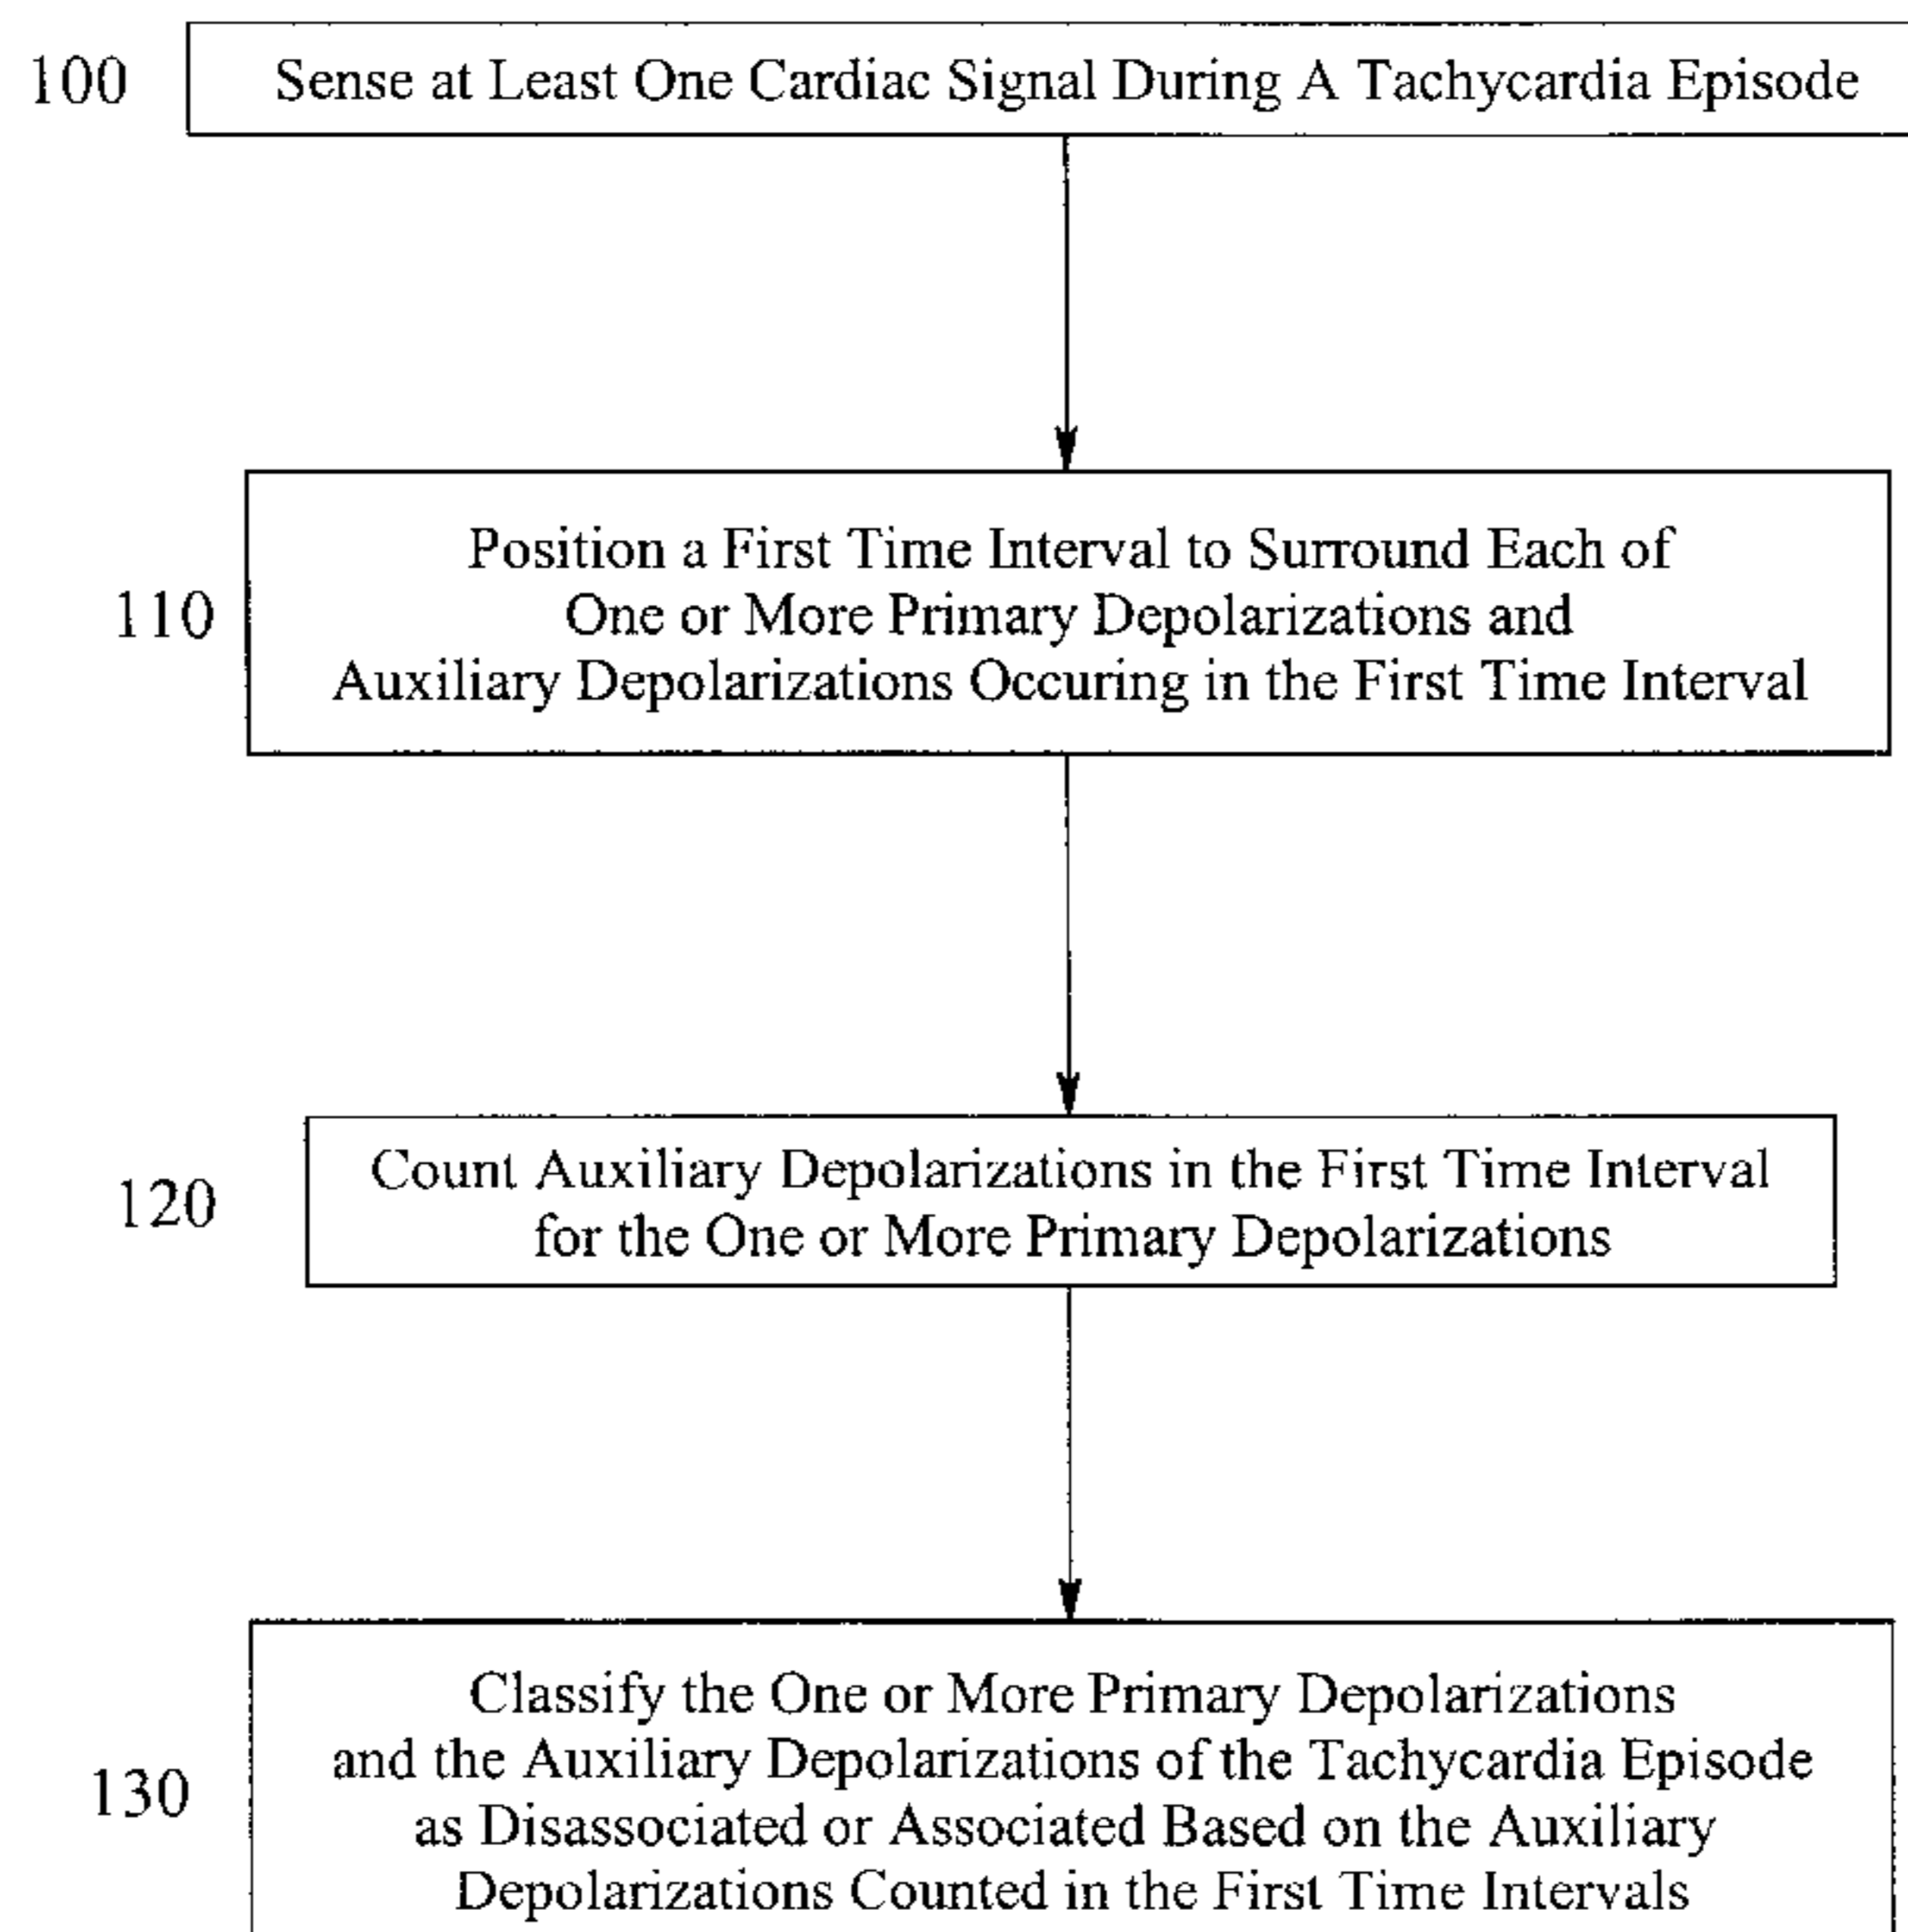 100 Sense at Least One Cardiac Signal During A Tachycardia Episode
Position a First Time Interval to Surround Each of
110 One or More Primary Depolarizations and
Auxiliary Depolarizations Occuring in the First Time Interval
Count Auxiliary Depolarizations in the First Time Interval
120
for the One or More Primary Depolarizations
Classify the One or More Primary Depolarizations
and the Auxiliary Depolarizations of the Tachycardia Episode
130
as Disassociated or Associated Based on the Auxiliary
Depolarizations Counted in the First Time Intervals